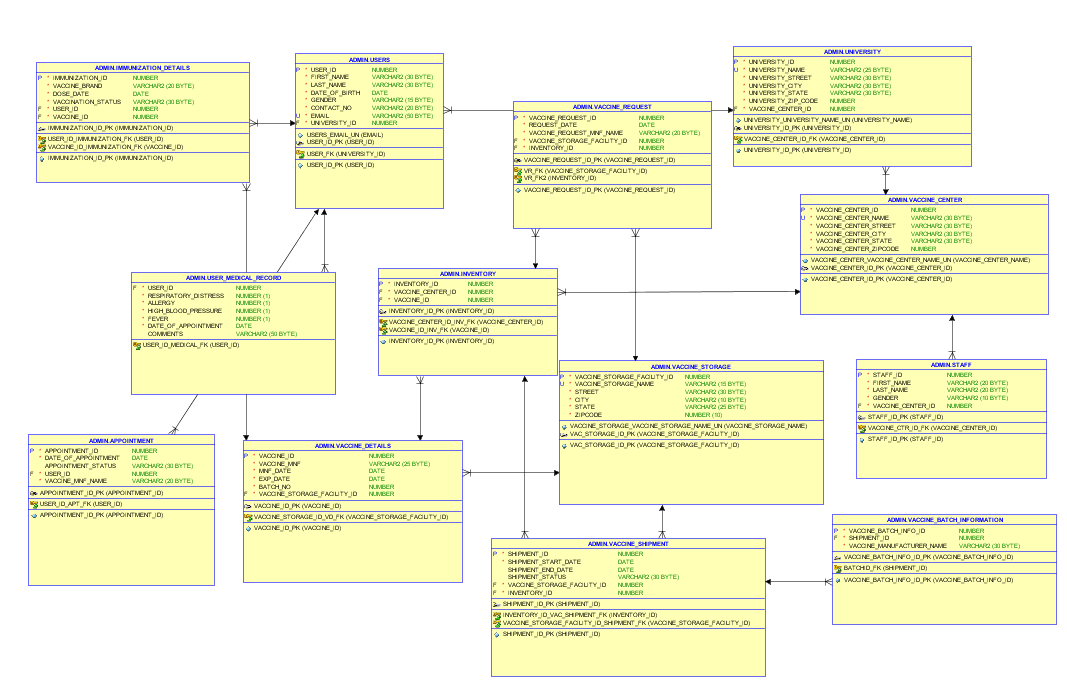 ADMIN.IMMUNIZATION_DETAILS
P * IMMUNIZATION_ID NUMBER
* VACCINE_BRAND VARCHAR2 (20 BYTE)
* DOSE_DATE DATE
* VACCINATION_STATUS VARCHAR2 (30 BYTE)
F * USER_ID NUMBER
F * VACCINE_ID NUMBER
IMMUNIZATION_ID_PK (IMMUNIZATION_ID)
USER_ID_IMMUNIZATION_FK (USER_ID)
VACCINE_ID_IMMUNIZATION_FK (VACCINE_ID)
IMMUNIZATION_ID_PK (IMMUNIZATION_ID)
ADMIN.USERS
P * USER_ID NUMBER
* FIRST_NAME VARCHAR2 (30 BYTE)
* LAST_NAME VARCHAR2 (30 BYTE)
* DATE_OF_BIRTH DATE
* GENDER VARCHAR2 (15 BYTE)
* CONTACT_NO VARCHAR2 (20 BYTE)
U * EMAIL VARCHAR2 (50 BYTE)
F * UNIVERSITY_ID NUMBER
USERS_EMAIL_UN (EMAIL)
USER_ID_PK (USER_ID)
USER_FK (UNIVERSITY_ID)
USER_ID_PK (USER_ID)
ADMIN.VACCINE_REQUEST
P * VACCINE_REQUEST_ID NUMBER
* REQUEST_DATE DATE
* VACCINE_REQUEST_MNF_NAME VARCHAR2 (20 BYTE)
F * VACCINE_STORAGE_FACILITY_ID NUMBER
F * INVENTORY_ID NUMBER
VACCINE_REQUEST_ID_PK (VACCINE_REQUEST_ID)
VR_FK (VACCINE_STORAGE_FACILITY_ID)
VR_FK2 (INVENTORY_ID)
VACCINE_REQUEST_ID_PK (VACCINE_REQUEST_ID)
ADMIN.UNIVERSITY
P * UNIVERSITY_ID NUMBER
U * UNIVERSITY_NAME VARCHAR2 (25 BYTE)
* UNIVERSITY_STREET VARCHAR2 (30 BYTE)
* UNIVERSITY_CITY VARCHAR2 (30 BYTE)
* UNIVERSITY_STATE VARCHAR2 (30 BYTE)
* UNIVERSITY_ZIP_CODE NUMBER
F * VACCINE_CENTER_ID NUMBER
UNIVERSITY_UNIVERSITY_NAME_UN (UNIVERSITY_NAME)
UNIVERSITY_ID_PK (UNIVERSITY_ID)
VACCINE_CENTER_ID_FK (VACCINE_CENTER_ID)
UNIVERSITY_ID_PK (UNIVERSITY_ID)
ADMIN.VACCINE_CENTER
P * VACCINE_CENTER_ID NUMBER
U * VACCINE_CENTER_NAME VARCHAR2 (30 BYTE)
* VACCINE_CENTER_STREET VARCHAR2 (30 BYTE)
* VACCINE_CENTER_CITY VARCHAR2 (30 BYTE)
* VACCINE_CENTER_STATE VARCHAR2 (30 BYTE)
* VACCINE_CENTER_ZIPCODE NUMBER
VACCINE_CENTER_VACCINE_CENTER_NAME_UN (VACCINE_CENTER_NAME)
VACCINE_CENTER_ID_PK (VACCINE_CENTER_ID)
VACCINE_CENTER_ID_PK (VACCINE_CENTER_ID)
ADMIN.USER_MEDICAL_RECORD
F * USER_ID NUMBER
* RESPIRATORY_DISTRESS NUMBER (1)
* ALLERGY NUMBER (1)
* HIGH_BLOOD_PRESSURE NUMBER (1)
* FEVER NUMBER (1)
* DATE_OF_APPOINTMENT DATE
COMMENTS VARCHAR2 (50 BYTE)
USER_ID_MEDICAL_FK (USER_ID)
ADMIN.INVENTORY
P * INVENTORY_ID NUMBER
F * VACCINE_CENTER_ID NUMBER
F * VACCINE_ID NUMBER
INVENTORY_ID_PK (INVENTORY_ID)
VACCINE_CENTER_ID_INV_FK (VACCINE_CENTER_ID)
VACCINE_ID_INV_FK (VACCINE_ID)
INVENTORY_ID_PK (INVENTORY_ID)
ADMIN.VACCINE_STORAGE
P * VACCINE_STORAGE_FACILITY_ID NUMBER
U * VACCINE_STORAGE_NAME VARCHAR2 (15 BYTE)
* STREET VARCHAR2 (30 BYTE)
* CITY VARCHAR2 (10 BYTE)
* STATE VARCHAR2 (25 BYTE)
* ZIPCODE NUMBER (10)
VACCINE_STORAGE_VACCINE_STORAGE_NAME_UN (VACCINE_STORAGE_NAME)
VAC_STORAGE_ID_PK (VACCINE_STORAGE_FACILITY_ID)
VAC_STORAGE_ID_PK (VACCINE_STORAGE_FACILITY_ID)
ADMIN.STAFF
P * STAFF_ID NUMBER
* FIRST_NAME VARCHAR2 (20 BYTE)
* LAST_NAME VARCHAR2 (20 BYTE)
* GENDER VARCHAR2 (10 BYTE)
F * VACCINE_CENTER_ID NUMBER
STAFF_ID_PK (STAFF_ID)
VACCINE_CTR_ID_FK (VACCINE_CENTER_ID)
STAFF_ID_PK (STAFF_ID)
ADMIN.APPOINTMENT
P * APPOINTMENT_ID NUMBER
* DATE_OF_APPOINTMENT DATE
APPOINTMENT_STATUS VARCHAR2 (30 BYTE)
F * USER_ID NUMBER
* VACCINE_MNF_NAME VARCHAR2 (20 BYTE)
APPOINTMENT_ID_PK (APPOINTMENT_ID)
USER_ID_APT_FK (USER_ID)
APPOINTMENT_ID_PK (APPOINTMENT_ID)
ADMIN.VACCINE_DETAILS
P * VACCINE_ID NUMBER
* VACCINE_MNF VARCHAR2 (25 BYTE)
* MNF_DATE DATE
* EXP_DATE DATE
* BATCH_NO NUMBER
F * VACCINE_STORAGE_FACILITY_ID NUMBER
VACCINE_ID_PK (VACCINE_ID)
VACCINE_STORAGE_ID_VD_FK (VACCINE_STORAGE_FACILITY_ID)
VACCINE_ID_PK (VACCINE_ID)
ADMIN.VACCINE_SHIPMENT
P * SHIPMENT_ID NUMBER
* SHIPMENT_START_DATE DATE
SHIPMENT_END_DATE DATE
SHIPMENT_STATUS VARCHAR2 (30 BYTE)
F * VACCINE_STORAGE_FACILITY_ID NUMBER
F * INVENTORY_ID NUMBER
SHIPMENT_ID_PK (SHIPMENT_ID)
INVENTORY_ID_VAC_SHIPMENT_FK (INVENTORY_ID)
VACCINE_STORAGE_FACILITY_ID_SHIPMENT_FK (VACCINE_STORAGE_FACILITY_ID)
SHIPMENT_ID_PK (SHIPMENT_ID)
ADMIN.VACCINE_BATCH_INFORMATION
P * VACCINE_BATCH_INFO_ID NUMBER
F * SHIPMENT_ID NUMBER
* VACCINE_MANUFACTURER_NAME VARCHAR2 (30 BYTE)
VACCINE_BATCH_INFO_ID_PK (VACCINE_BATCH_INFO_ID)
BATCHID_FK (SHIPMENT_ID)
VACCINE_BATCH_INFO_ID_PK (VACCINE_BATCH_INFO_ID)